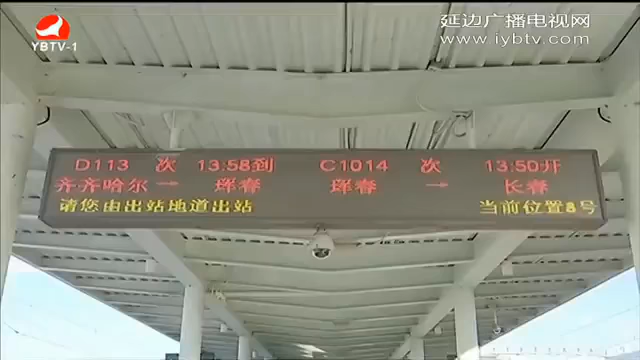 YBTV-1
延边广播电视网
www.iybtv.com
D113 次 13:58到 C1014 次 13:50开
齐齐哈尔 → 珲春 珲春 → 长春
请您由出站地道出站 当前位置8号